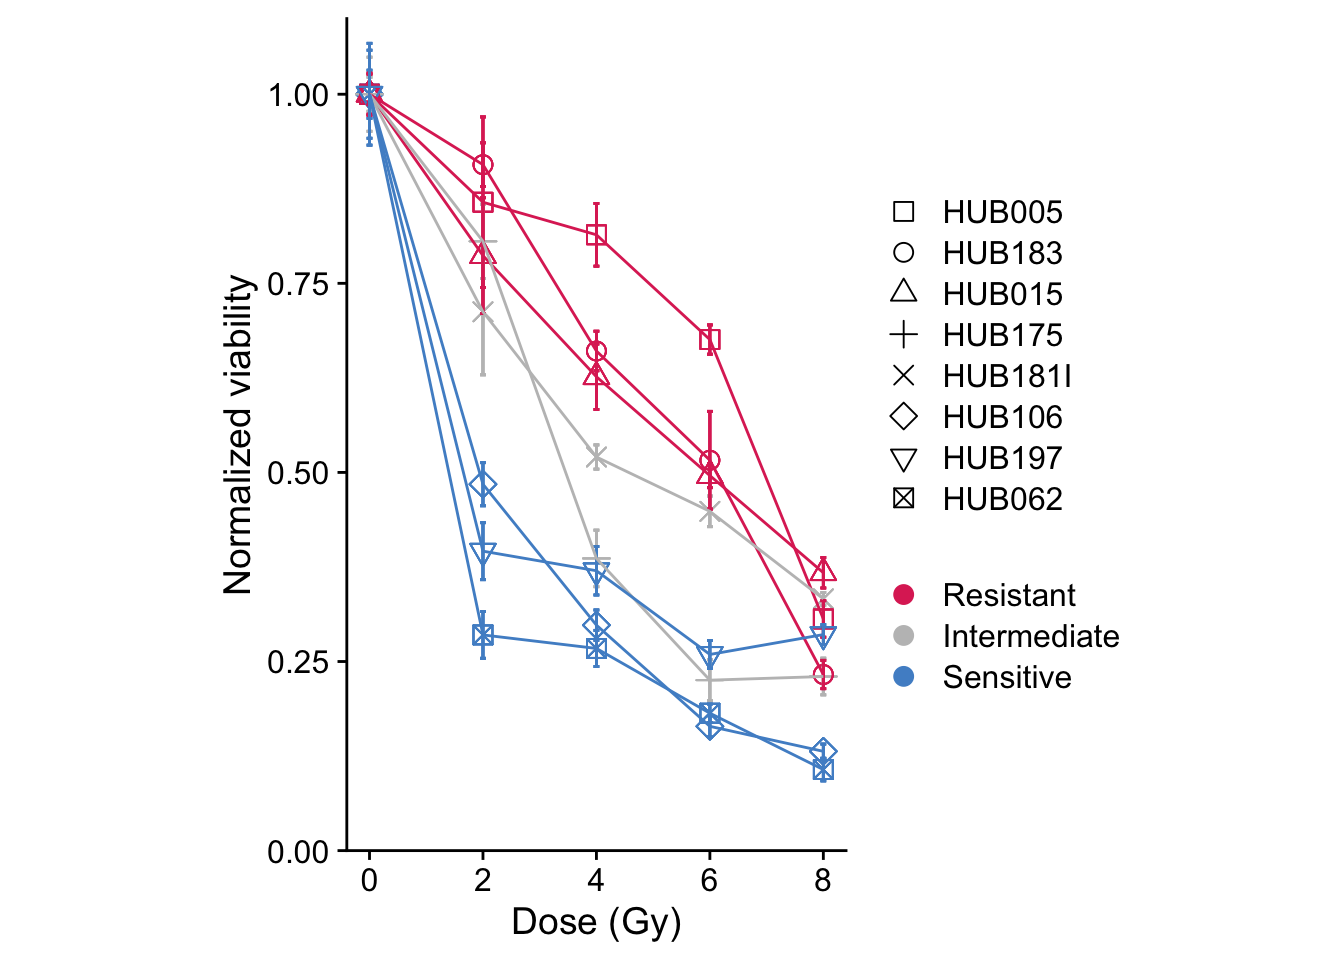 Normalized viability
1.00
0.75
0.50
0.25
0.00
0 2 4 6 8
Dose (Gy)
HUB005
HUB183
HUB015
HUB175
HUB181I
HUB106
HUB197
HUB062
Resistant
Intermediate
Sensitive